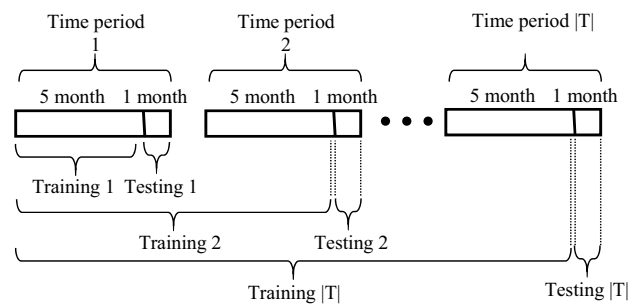 Time period
1
Time period
2
Time period |T|
5 month
1 month
5 month
1 month
5 month
1 month
Training 1
Testing 1
Training 2
Testing 2
Training |T|
Testing |T|